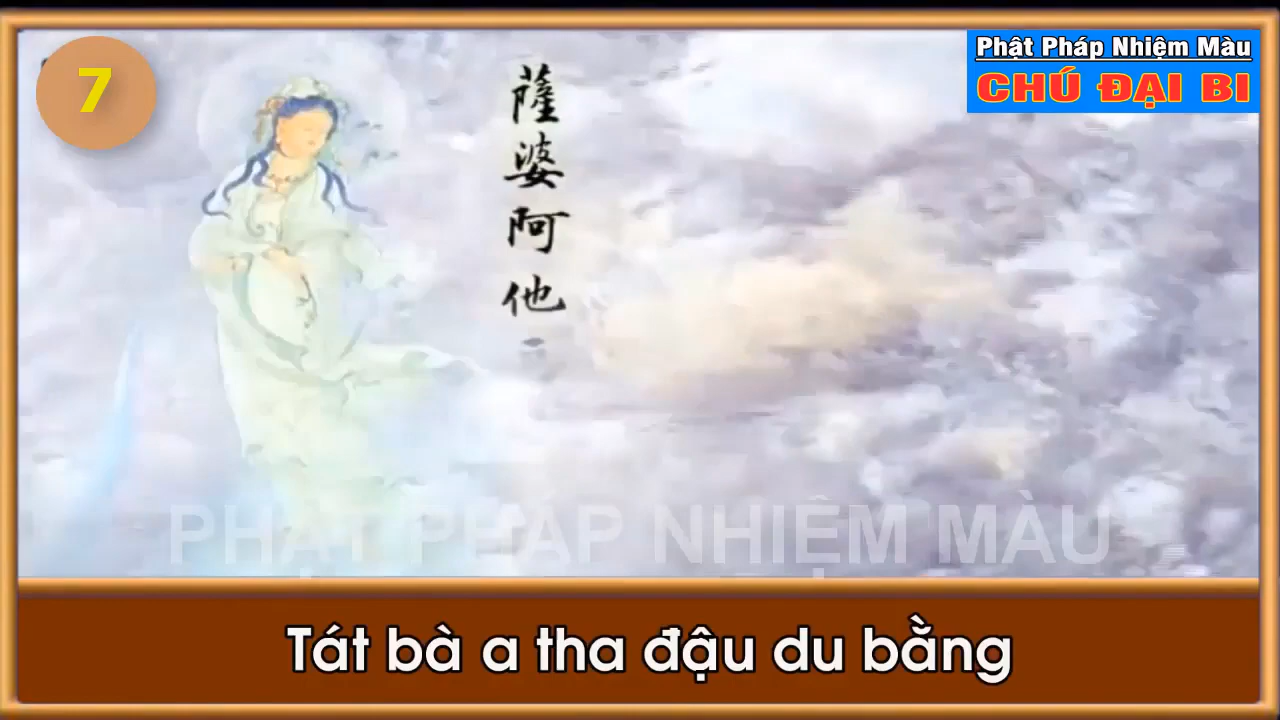 7
Phật Pháp Nhiệm Màu
CHÚ ĐẠI BI
薩婆阿他
PHẬT PHÁP NHIỆM MÀU
Tát bà a tha đậu du bằng